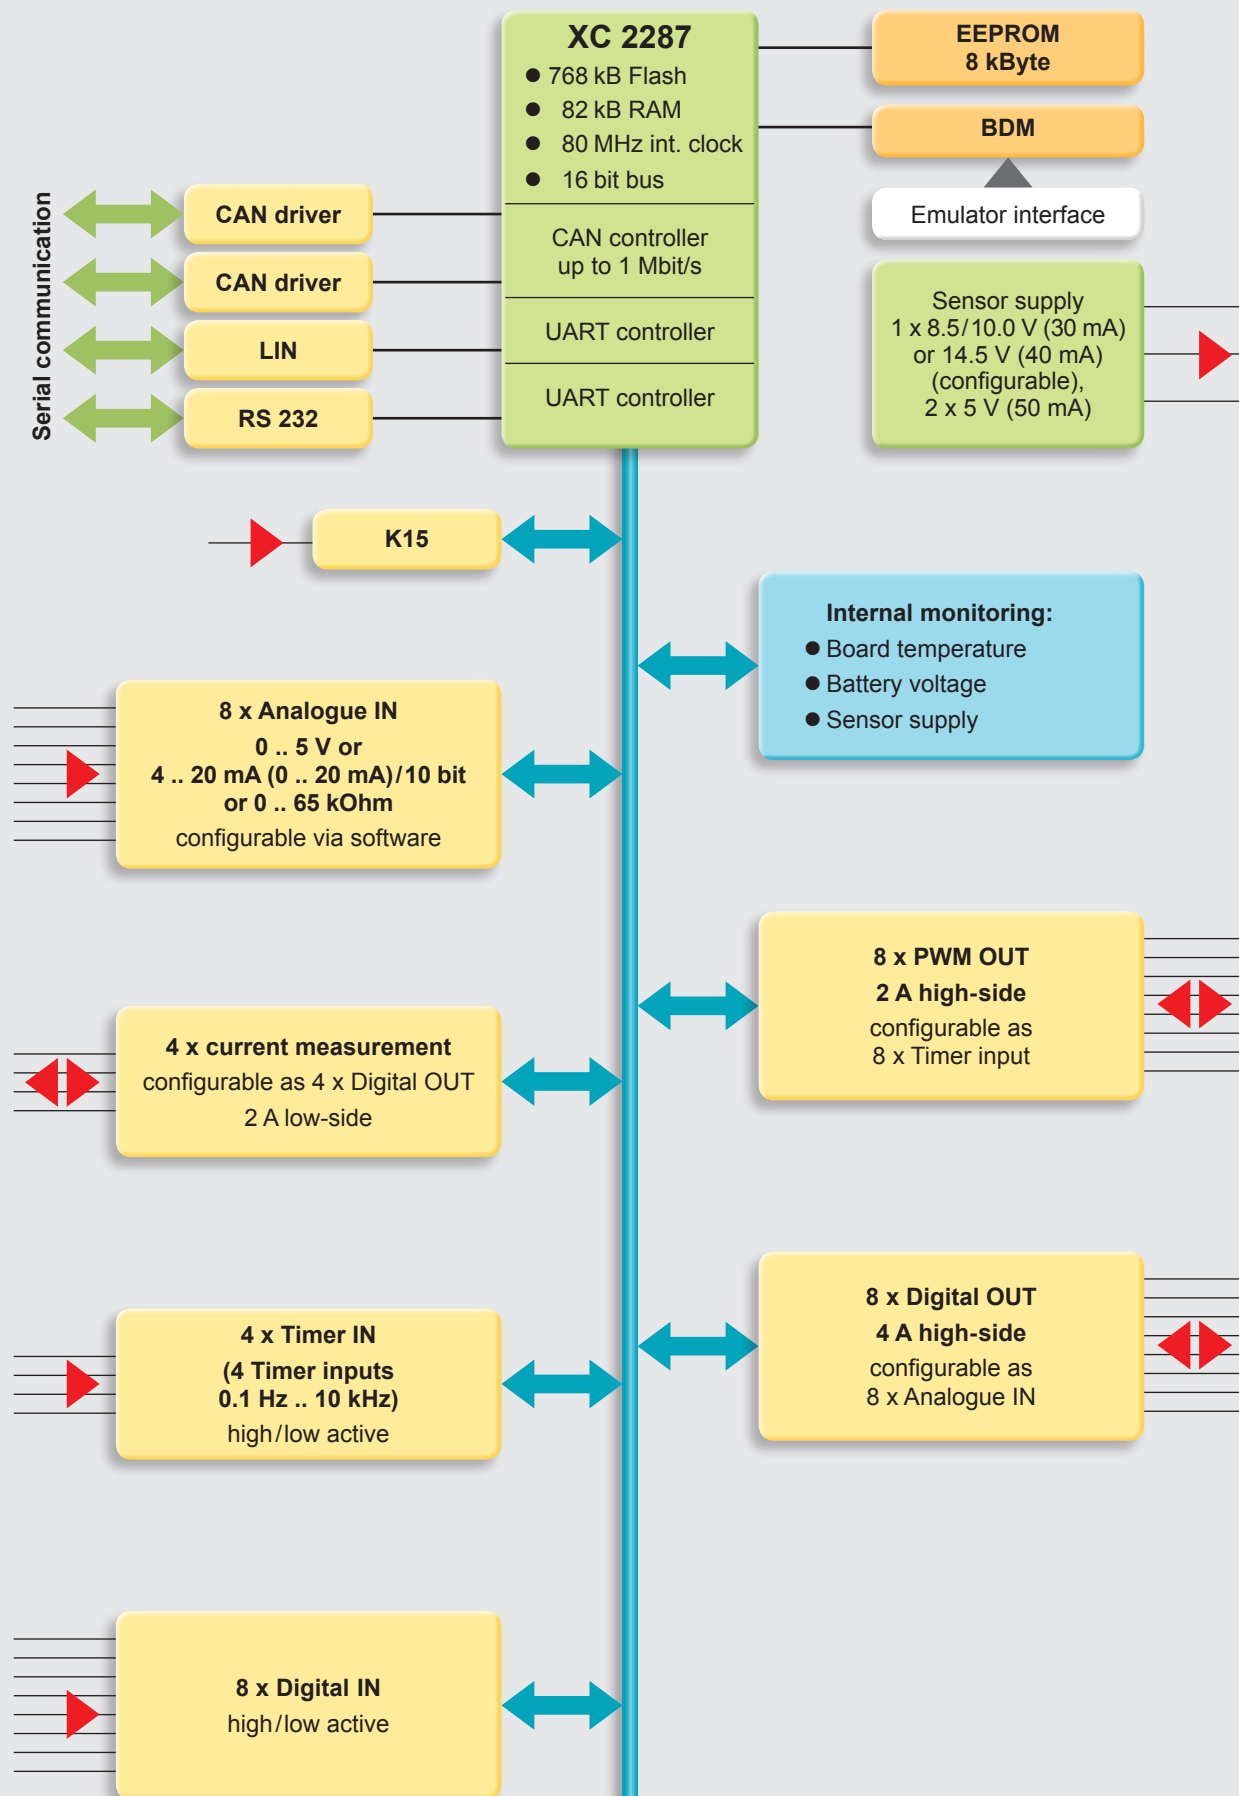 XC 2287
768 kB Flash
82 kB RAM
80 MHz int. clock
16 bit bus
CAN controller
up to 1 Mbit/s
UART controller
UART controller
EEPROM
8 kByte
BDM
Emulator interface
Sensor supply
1 x 8.5/10.0 V (30 mA)
or 14.5 V (40 mA)
(configurable),
2 x 5 V (50 mA)
Serial communication
CAN driver
CAN driver
LIN
RS 232
K15
Internal monitoring:
Board temperature
Battery voltage
Sensor supply
8 x Analogue IN
0 .. 5 V or
4 .. 20 mA (0 .. 20 mA)/10 bit
or 0 .. 65 kOhm
configurable via software
8 x PWM OUT
2 A high-side
configurable as
8 x Timer input
4 x current measurement
configurable as 4 x Digital OUT
2 A low-side
8 x Digital OUT
4 A high-side
configurable as
8 x Analogue IN
4 x Timer IN
(4 Timer inputs
0.1 Hz .. 10 kHz)
high/low active
8 x Digital IN
high/low active